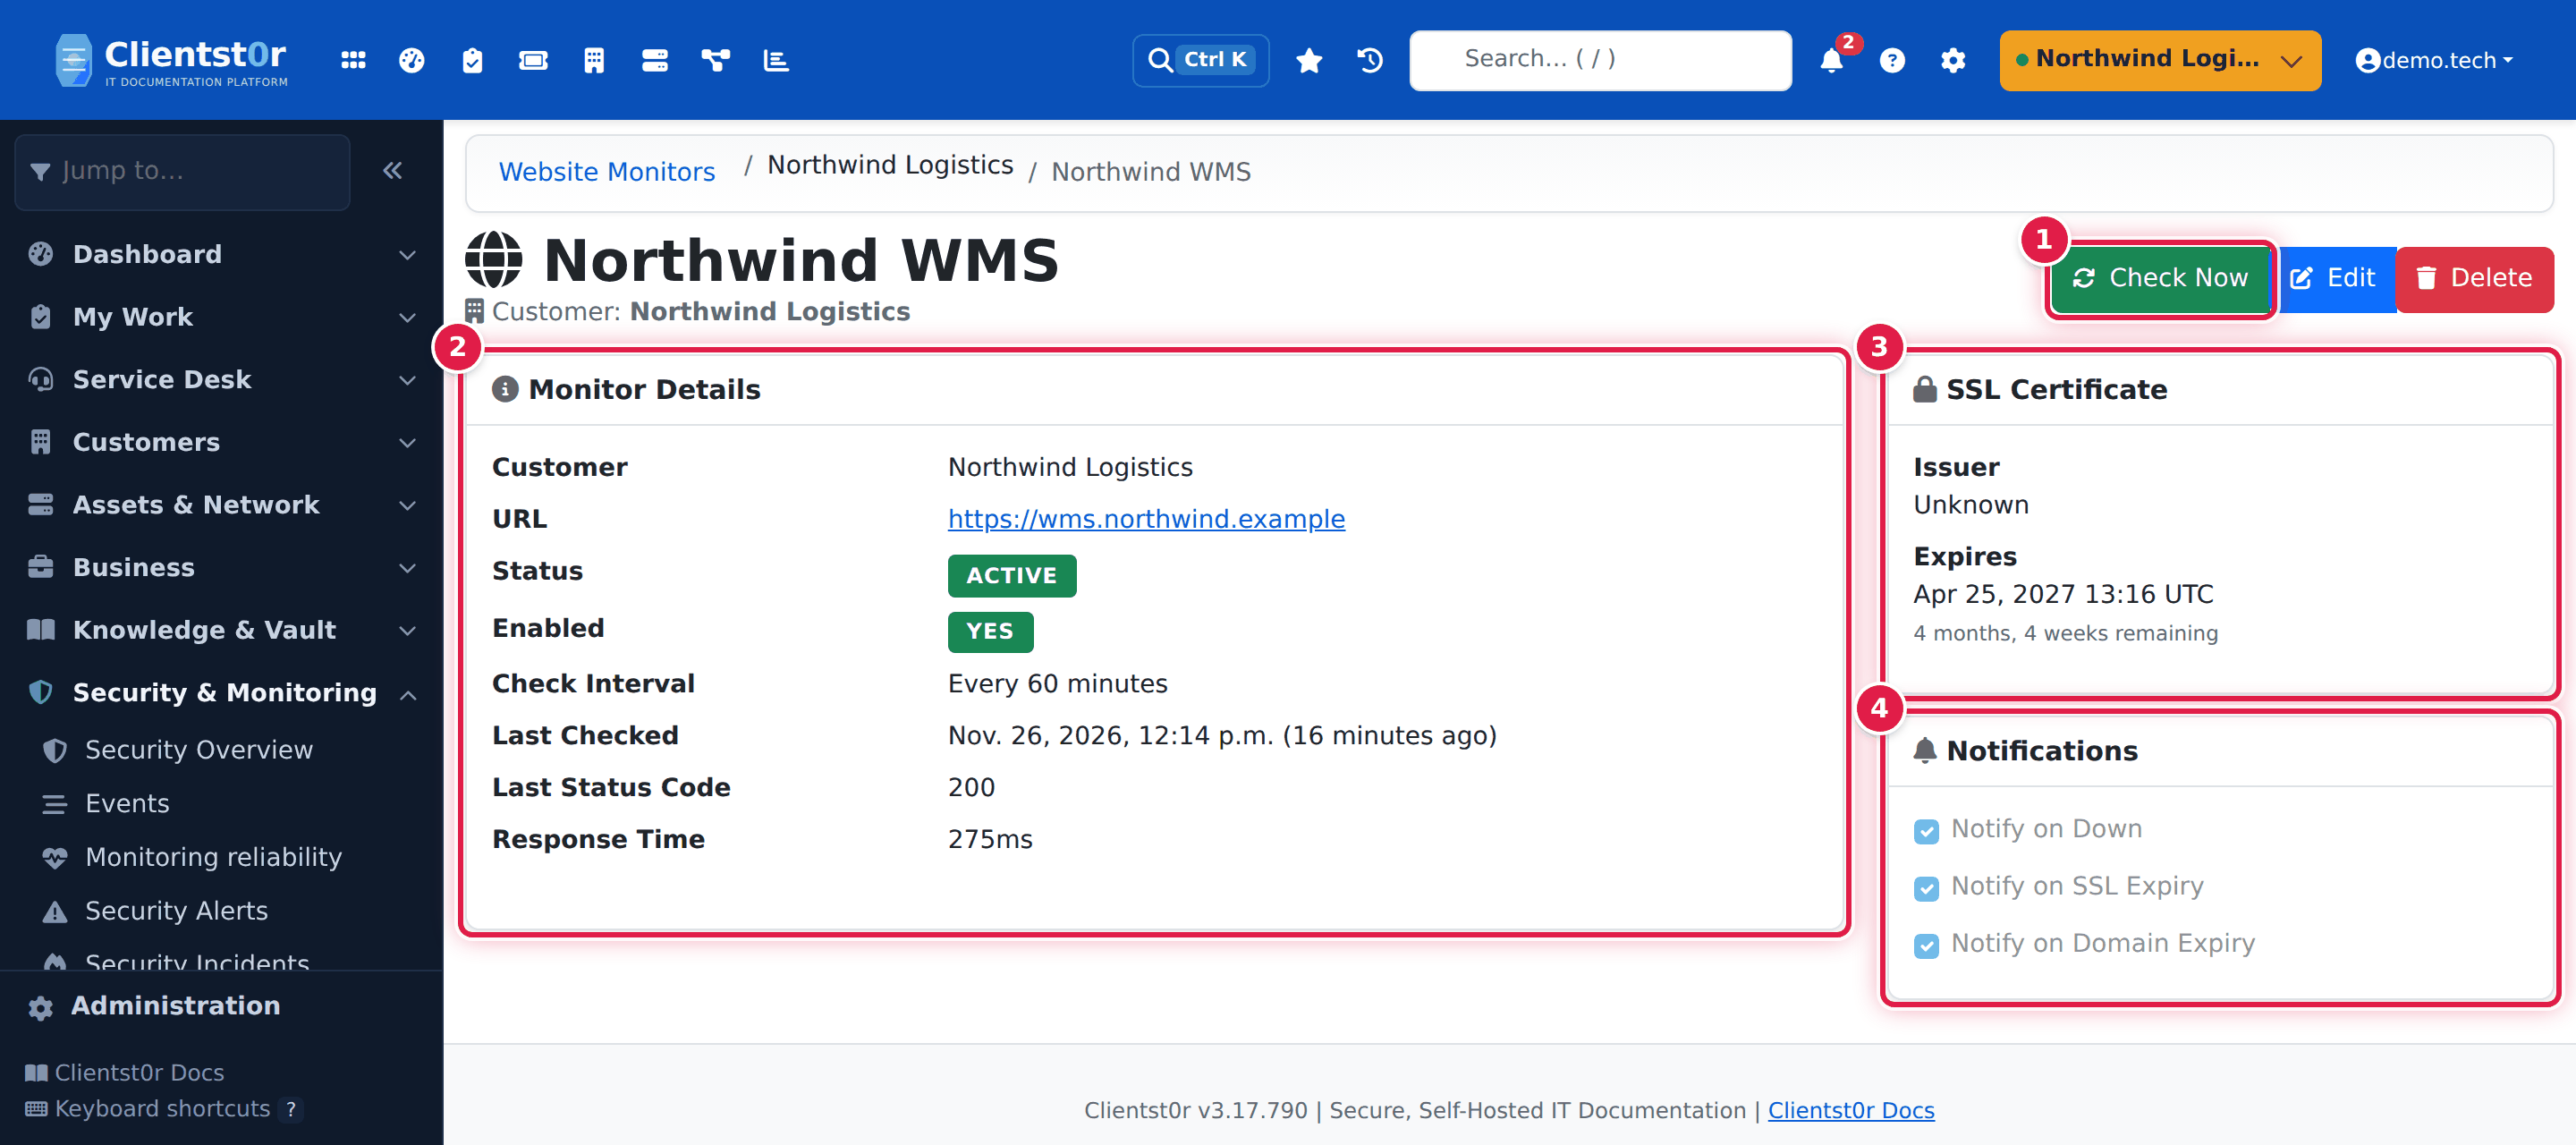 Clientst0r
IT DOCUMENTATION PLATFORM
Ctrl K
Search... ( / )
2
?
Northwind Logi...
demo.tech
Jump to...
Dashboard
My Work
Service Desk
Customers
Assets & Network
Business
Knowledge & Vault
Security & Monitoring
Security Overview
Events
Monitoring reliability
Security Alerts
Security Incidents
Administration
Clientst0r Docs
Keyboard shortcuts ?
Website Monitors / Northwind Logistics / Northwind WMS
Northwind WMS
Customer: Northwind Logistics
1
Check Now
Edit
Delete
2
Monitor Details
Customer Northwind Logistics
URL https://wms.northwind.example
Status ACTIVE
Enabled YES
Check Interval Every 60 minutes
Last Checked Nov. 26, 2026, 12:14 p.m. (16 minutes ago)
Last Status Code 200
Response Time 275ms
3
SSL Certificate
Issuer
Unknown
Expires
Apr 25, 2027 13:16 UTC
4 months, 4 weeks remaining
4
Notifications
Notify on Down
Notify on SSL Expiry
Notify on Domain Expiry
Clientst0r v3.17.790 | Secure, Self-Hosted IT Documentation | Clientst0r Docs